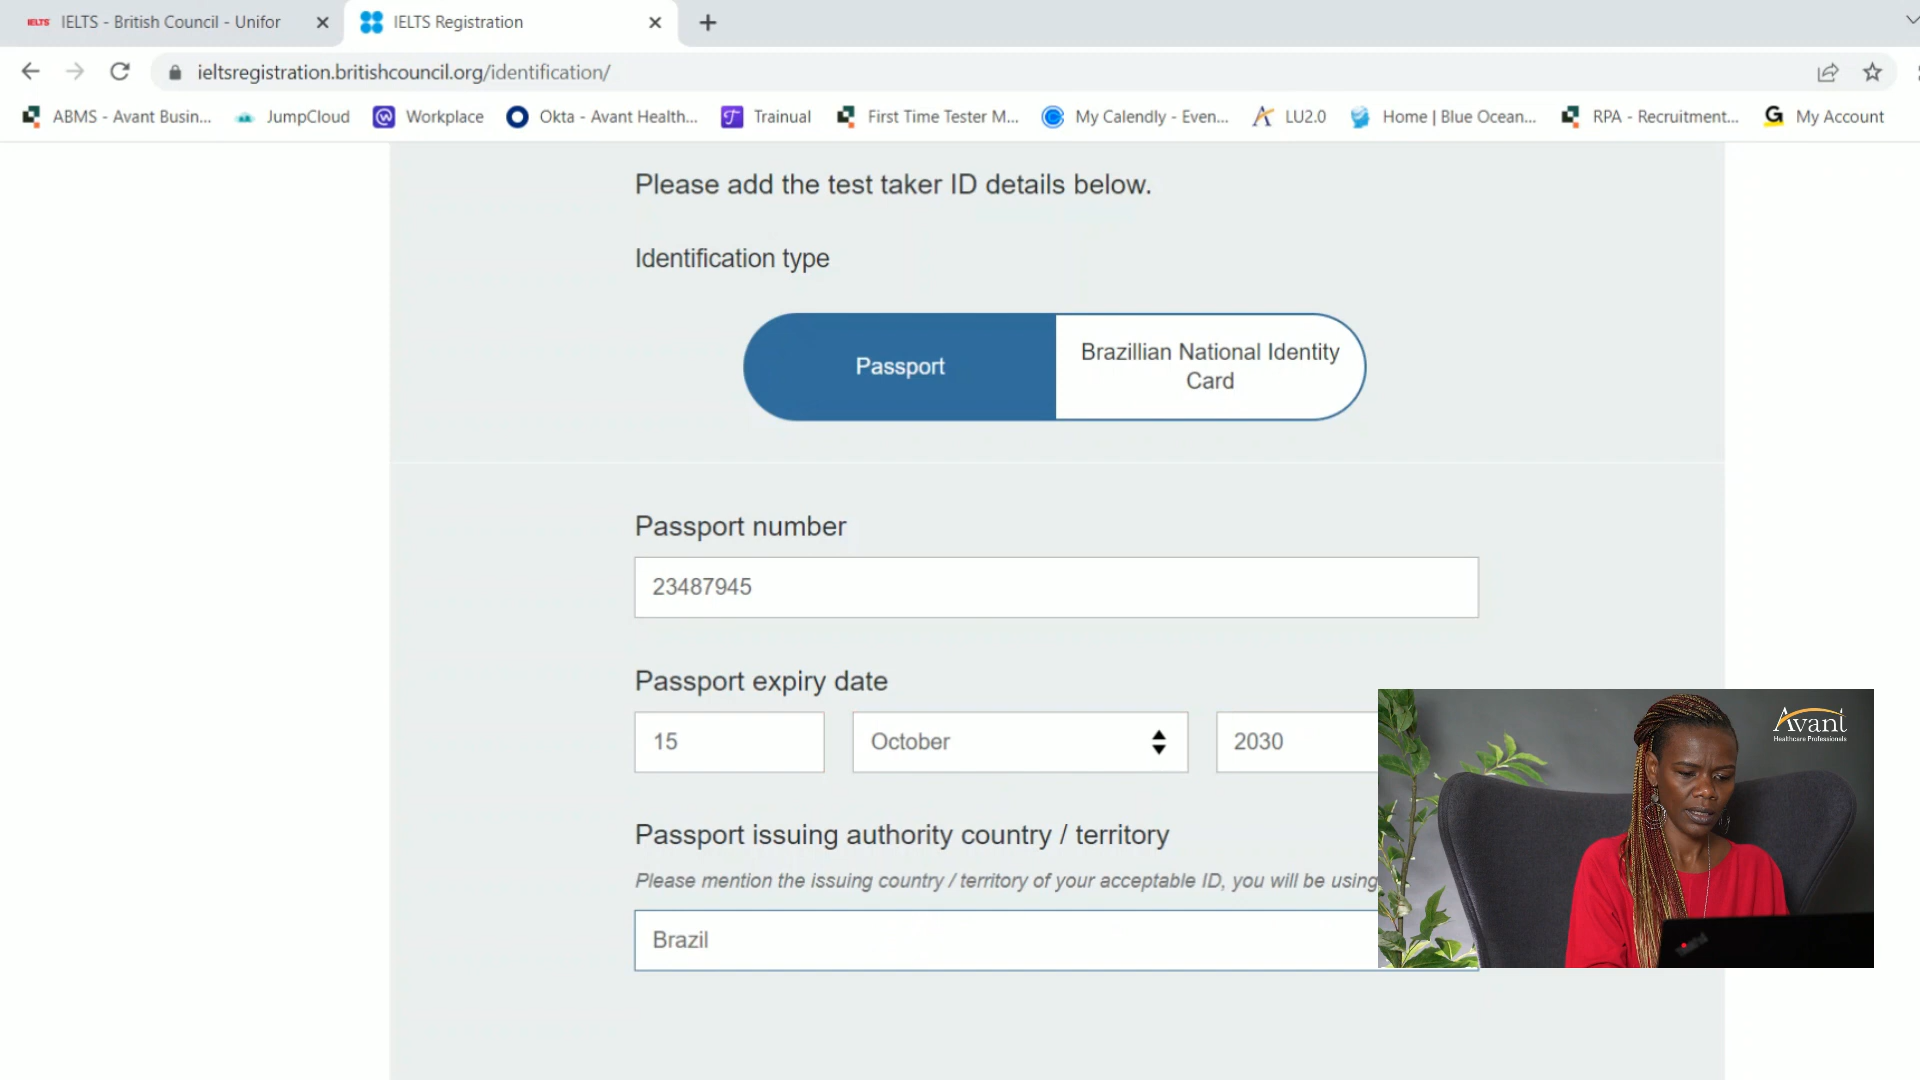 IELTS IELTS - British Council - Unifor
IELTS Registration
ieltsregistration.britishcouncil.org/identification/
ABMS - Avant Busin... JumpCloud Workplace Okta - Avant Health... Trainual First Time Tester M... My Calendly - Even... LU2.0 Home | Blue Ocean... RPA - Recruitment... G My Account
Please add the test taker ID details below.
Identification type
Passport
Brazillian National Identity
Card
Passport number
23487945
Passport expiry date
15 October 2030
Passport issuing authority country / territory
Please mention the issuing country / territory of your acceptable ID, you will be using
Brazil
Avant
Healthcare Professionals